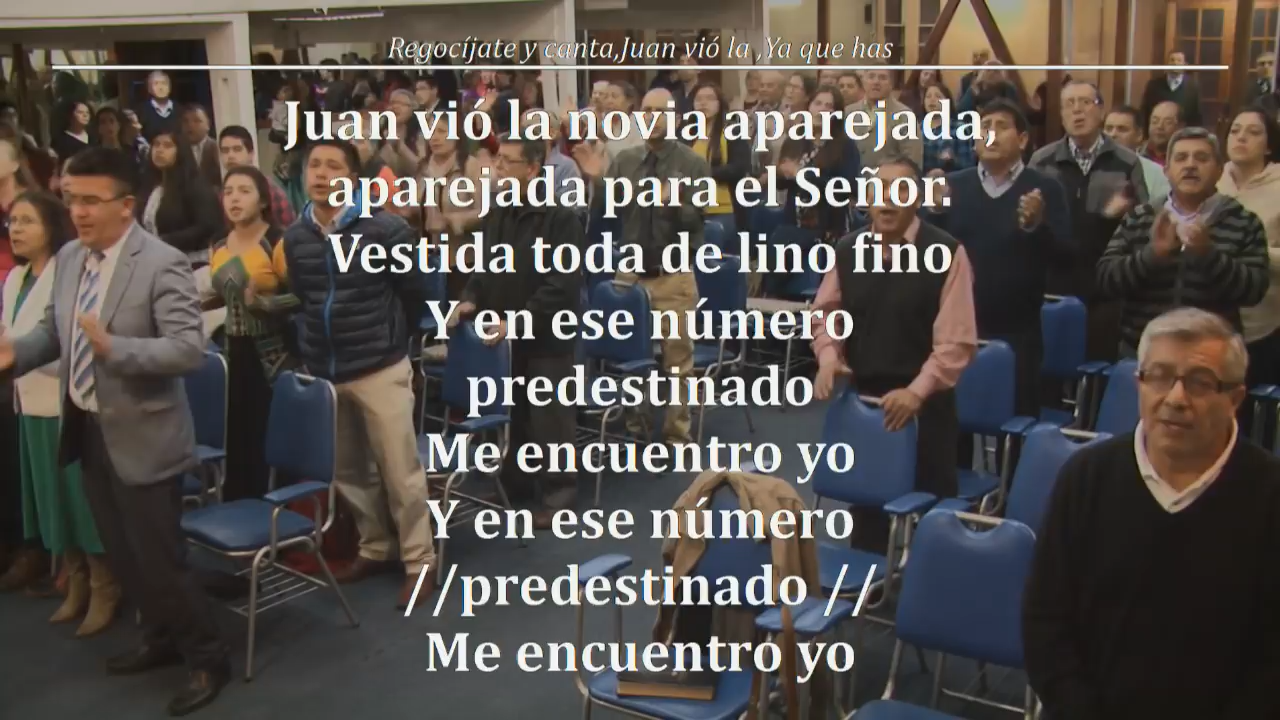 Regocíjate y canta,Juan vió la ,Ya que has
Juan vió la novia aparejada,
aparejada para el Señor.
Vestida toda de lino fino
Y en ese número
predestinado
Me encuentro yo
Y en ese número
//predestinado //
Me encuentro yo